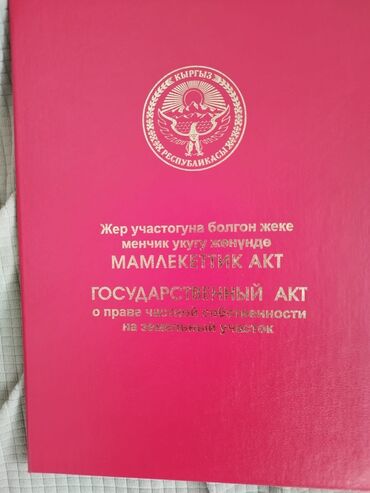 КЫРГЫЗ
РЕСПУБЛИКАСЫ
Жер участогуна болгон жеке
менчик укугу жөнүндө
МАМЛЕКЕТТИК АКТ
ГОСУДАРСТВЕННЫЙ АКТ
о праве частной собственности
на земельный участок